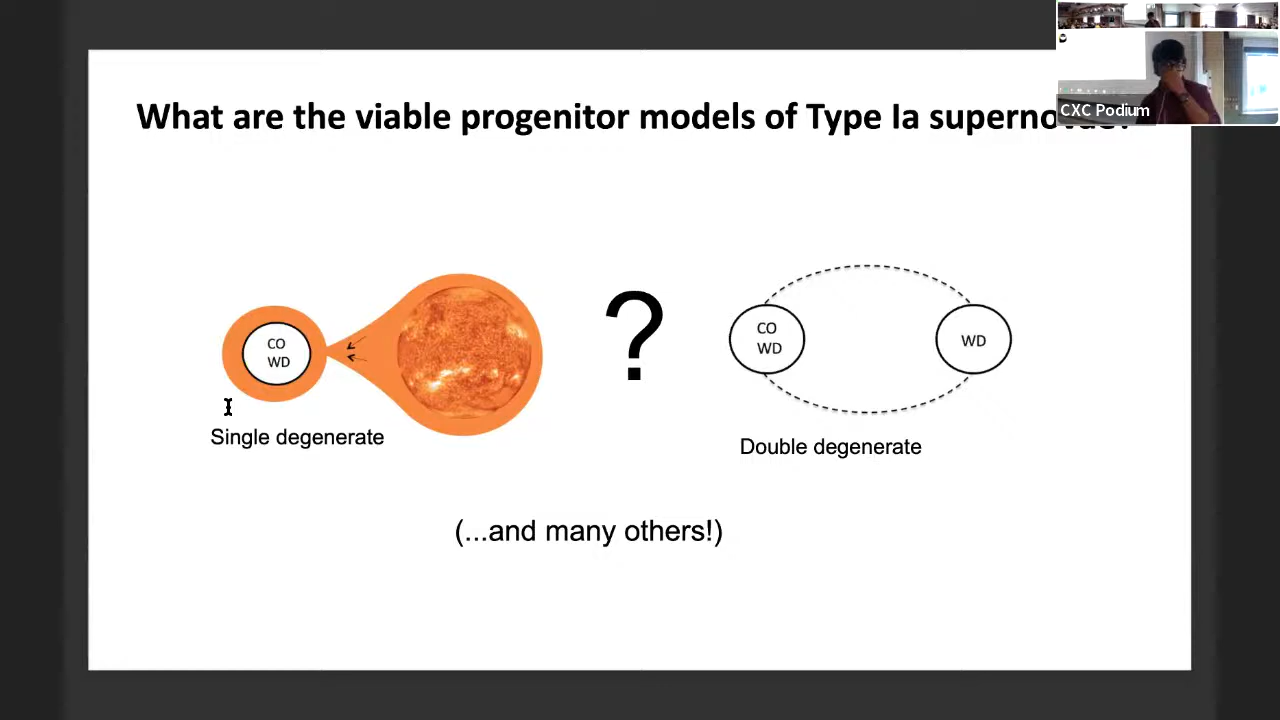 What are the viable progenitor models of Type Ia
CXC Podium
CO
WD
?
CO
WD
WD
Single degenerate
Double degenerate
(...and many others!)